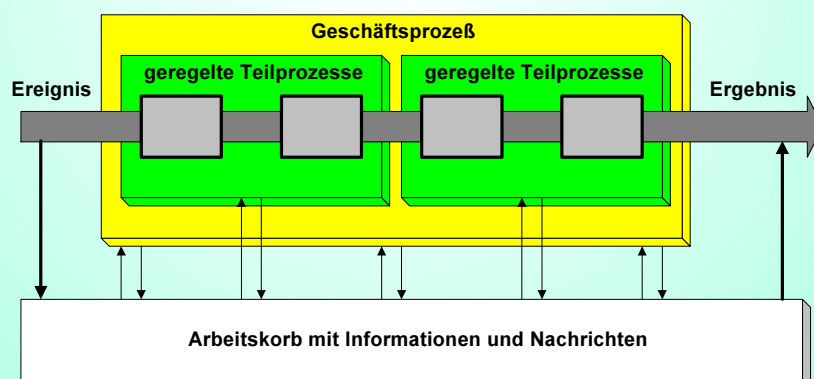 Geschäftsprozeß
geregelte Teilprozesse
geregelte Teilprozesse
Ereignis
Ergebnis
Arbeitskorb mit Informationen und Nachrichten